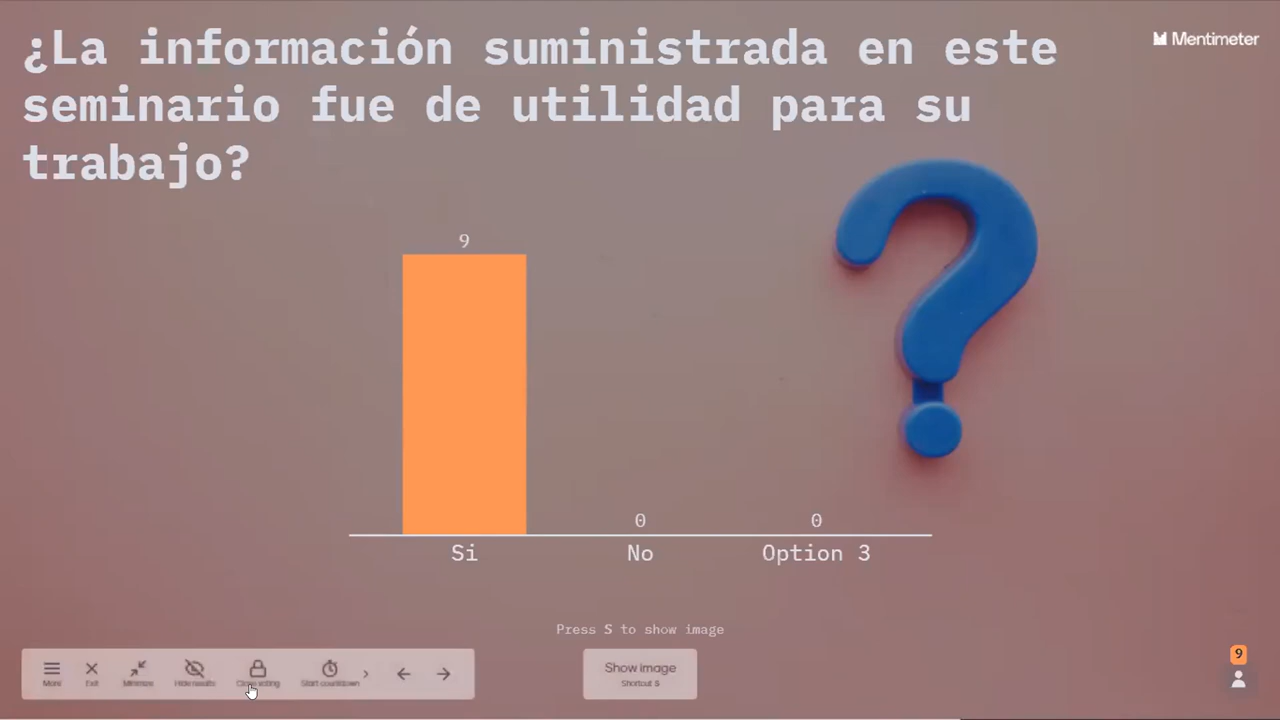 ¿La información suministrada en este
seminario fue de utilidad para su
trabajo?
Mentimeter
9
0
0
Si
No
Option 3
Press S to show image
More
Exit
Minimize
Hide results
Close voting
Start countdown
Show image
Shortcut S
9